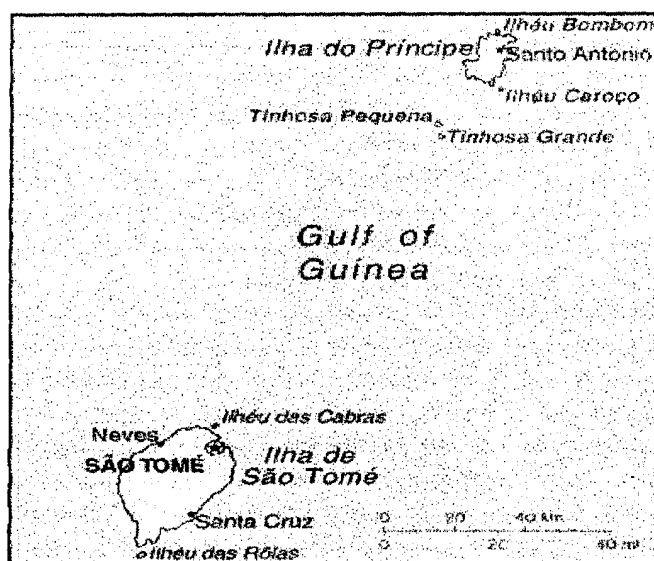 Ilhéu Bombom
Ilha do Príncipe
Santo Antonio
Ilhéu Caroço
Tinhosa Pequena
Tinhosa Grande
Gulf of
Guinea
Ilhéu das Cabras
Neves
SÃO TOMÉ
Ilha de
São Tomé
Santa Cruz
Ilhéu das Rôlas
0 20 40 km
0 20 40 mi